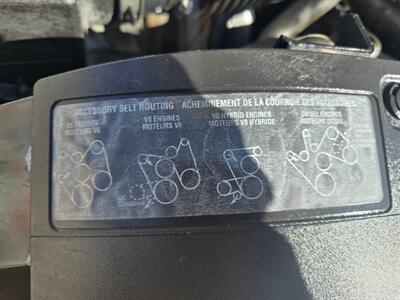 ACCESSORY BELT ROUTING / ACHEMINEMENT DE LA COURROIE DES ACCESSOIRES
V6 ENGINES
MOTEURS V6
V8 ENGINES
MOTEURS V8
V8 HYBRID ENGINES
MOTEURS V8 HYBRIDE
DIESEL ENGINES
MOTEURS DIESEL